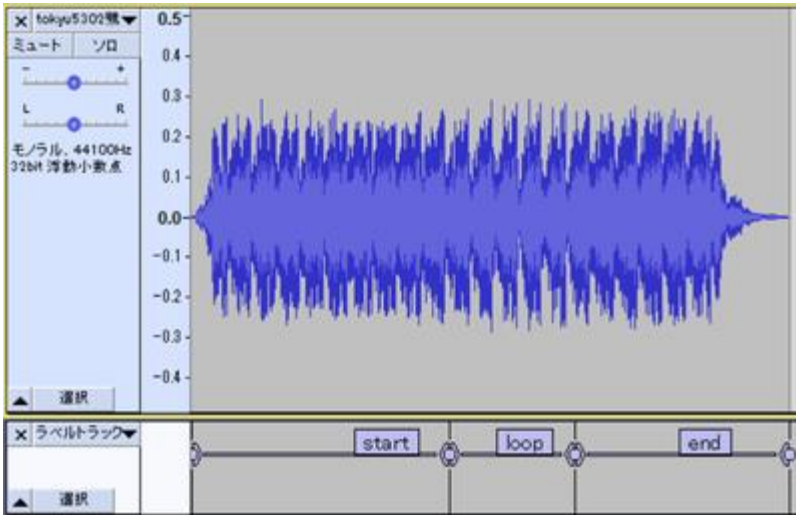 × tokyu5302號▼
ミュート ソロ
- +
L R
モノラル, 44100Hz
32bit 浮動小数点
▲ 選択
0.5
0.4
0.3
0.2
0.1
0.0
-0.1
-0.2
-0.3
-0.4
× ラベルトラック▼
▲ 選択
start loop end